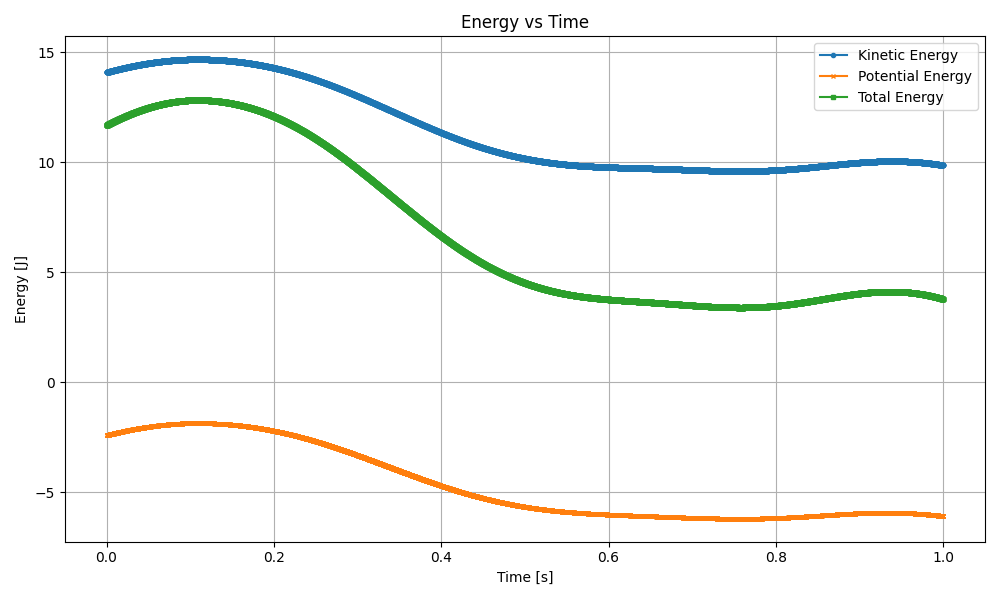 Energy vs Time
Kinetic Energy
Potential Energy
Total Energy
Energy [J]
15
10
5
0
−5
0.0 0.2 0.4 0.6 0.8 1.0
Time [s]